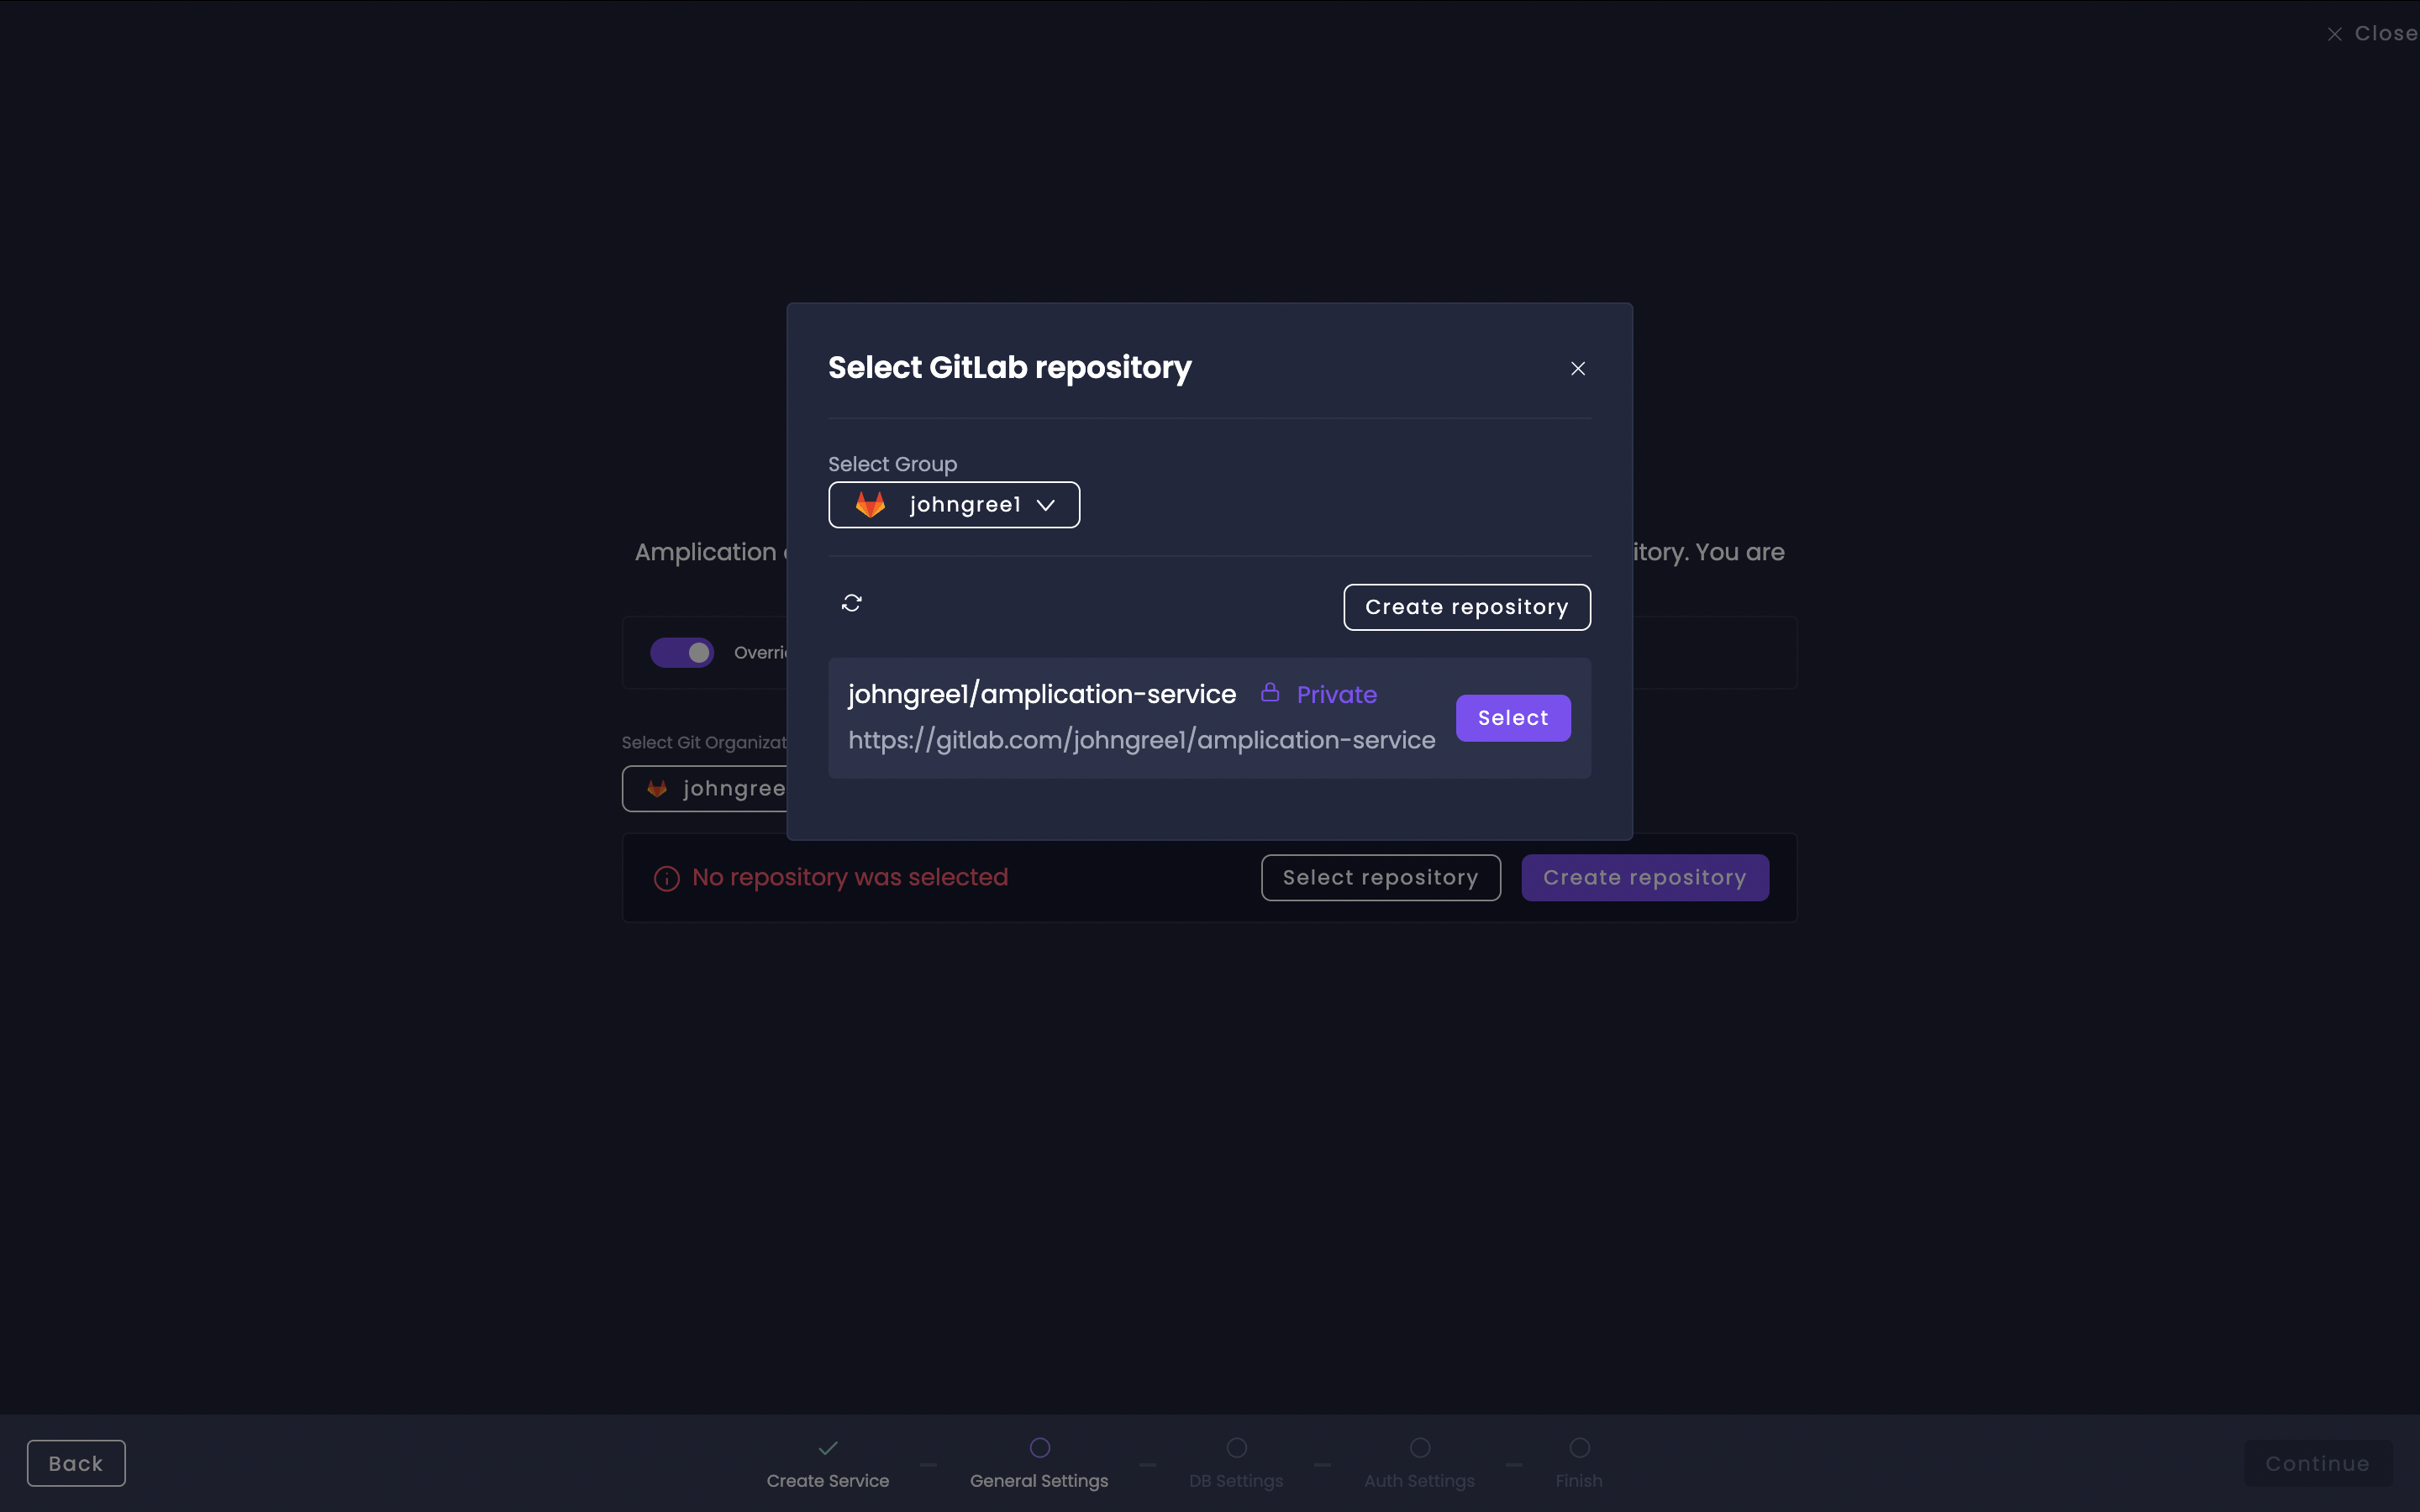 Close
Select GitLab repository
Select Group
johngree1
Amplication
itory. You are
Create repository
johngree1/amplication-service
Private
Select
https://gitlab.com/johngree1/amplication-service
Overri
Select Git Organizat
johngree
No repository was selected
Select repository
Create repository
Back
Create Service
General Settings
DB Settings
Auth Settings
Finish
Continue